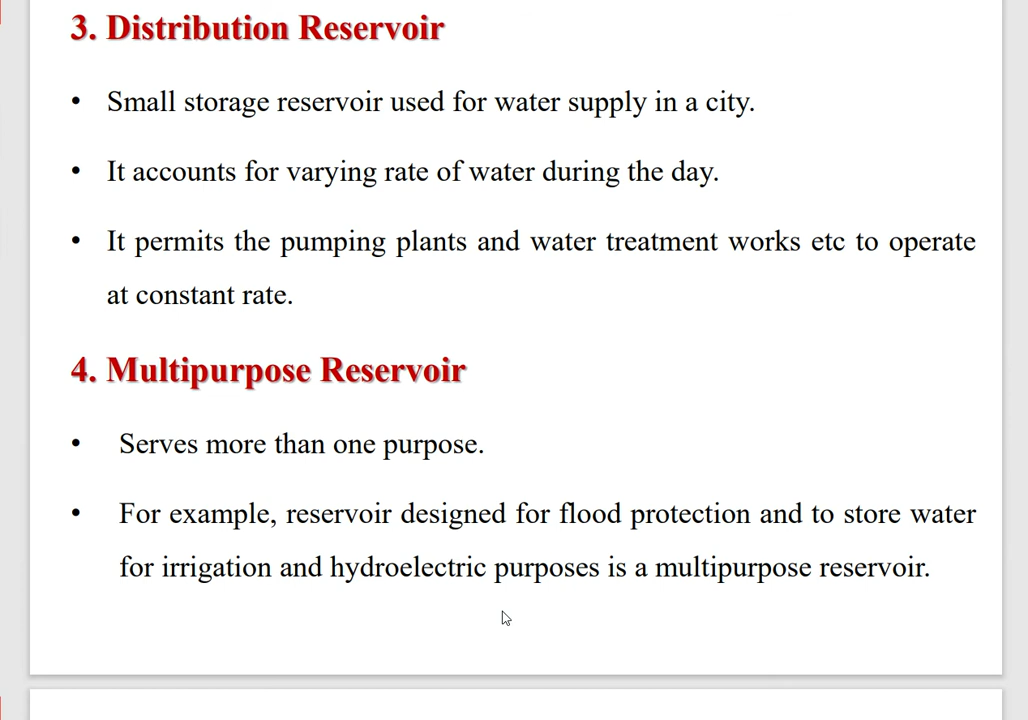 3. Distribution Reservoir
• Small storage reservoir used for water supply in a city.
• It accounts for varying rate of water during the day.
• It permits the pumping plants and water treatment works etc to operate
at constant rate.
4. Multipurpose Reservoir
• Serves more than one purpose.
• For example, reservoir designed for flood protection and to store water
for irrigation and hydroelectric purposes is a multipurpose reservoir.